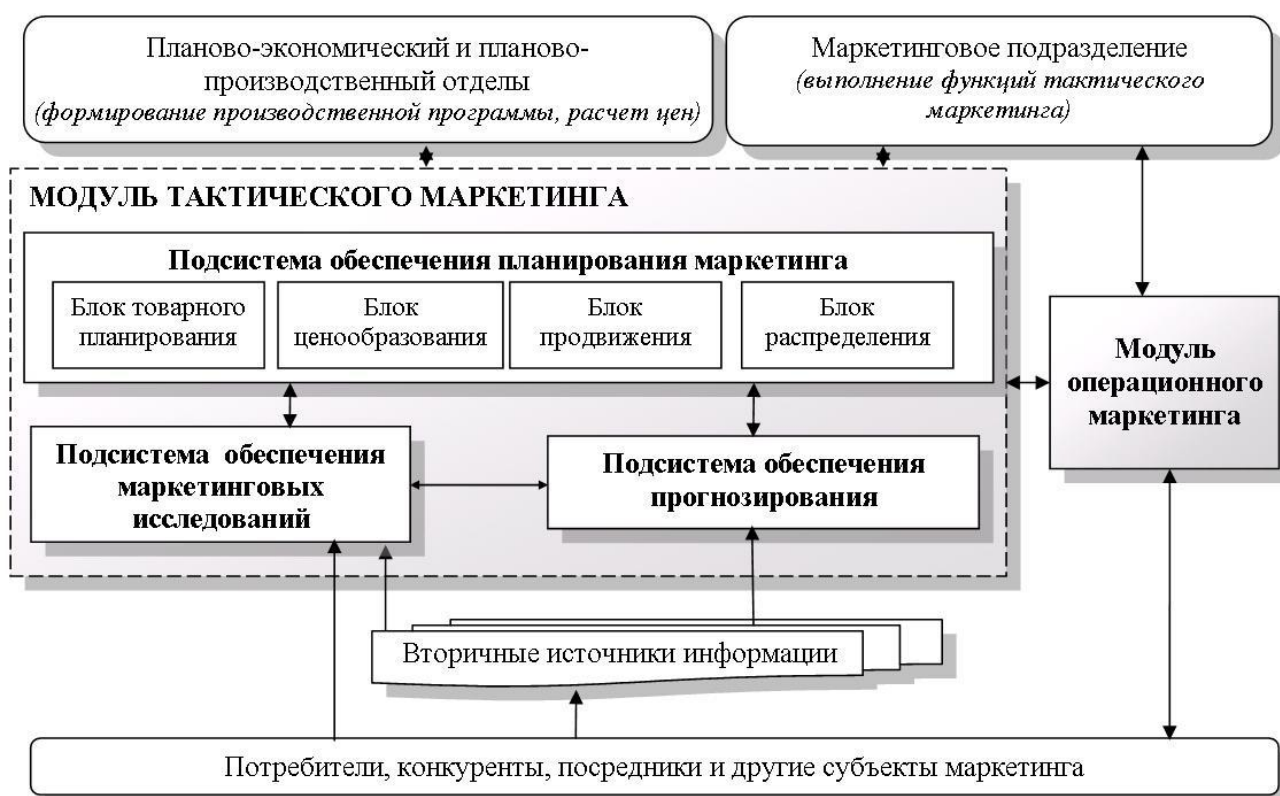 Планово-экономический и планово-
производственный отделы
(формирование производственной программы, расчет цен)
Маркетинговое подразделение
(выполнение функций тактического
маркетинга)
МОДУЛЬ ТАКТИЧЕСКОГО МАРКЕТИНГА
Подсистема обеспечения планирования маркетинга
Блок товарного
планирования
Блок
ценообразования
Блок
продвижения
Блок
распределения
Модуль
операционного
маркетинга
Подсистема обеспечения
маркетинговых
исследований
Подсистема обеспечения
прогнозирования
Вторичные источники информации
Потребители, конкуренты, посредники и другие субъекты маркетинга